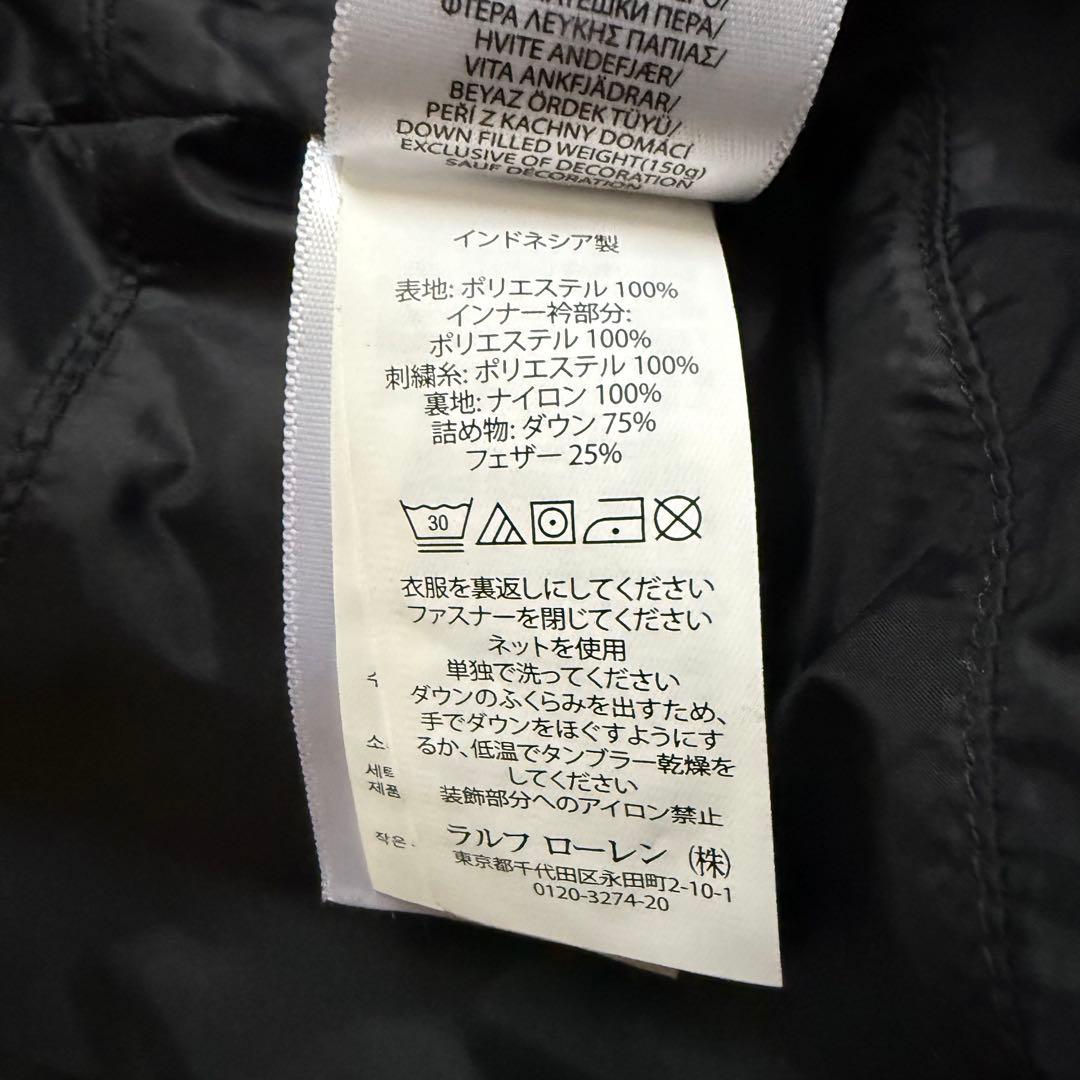 ПЕРА/
ΦΤΕΡΑ ΛΕΥΚΗΣ ΠΑΠΙΑΣ/
HVITE ANDEFJÆR/
VITA ANKFJÄDRAR/
BEYAZ ÖRDEK TÜYÜ/
PEŘÍ Z KACHNY DOMÁCÍ
DOWN FILLED WEIGHT(150g)
EXCLUSIVE OF DECORATION
SAUF DÉCORATION
インドネシア製
表地: ポリエステル 100%
インナー衿部分:
ポリエステル 100%
刺繍糸: ポリエステル 100%
裏地: ナイロン 100%
詰め物: ダウン 75%
フェザー 25%
30
衣服を裏返しにしてください
ファスナーを閉じてください
ネットを使用
単独で洗ってください
ダウンのふくらみを出すため、
手でダウンをほぐすようにす
るか、低温でタンブラー乾燥を
してください
装飾部分へのアイロン禁止
ラルフ ローレン (株)
東京都千代田区永田町2-10-1
0120-3274-20
수
소
세트
제품
작은